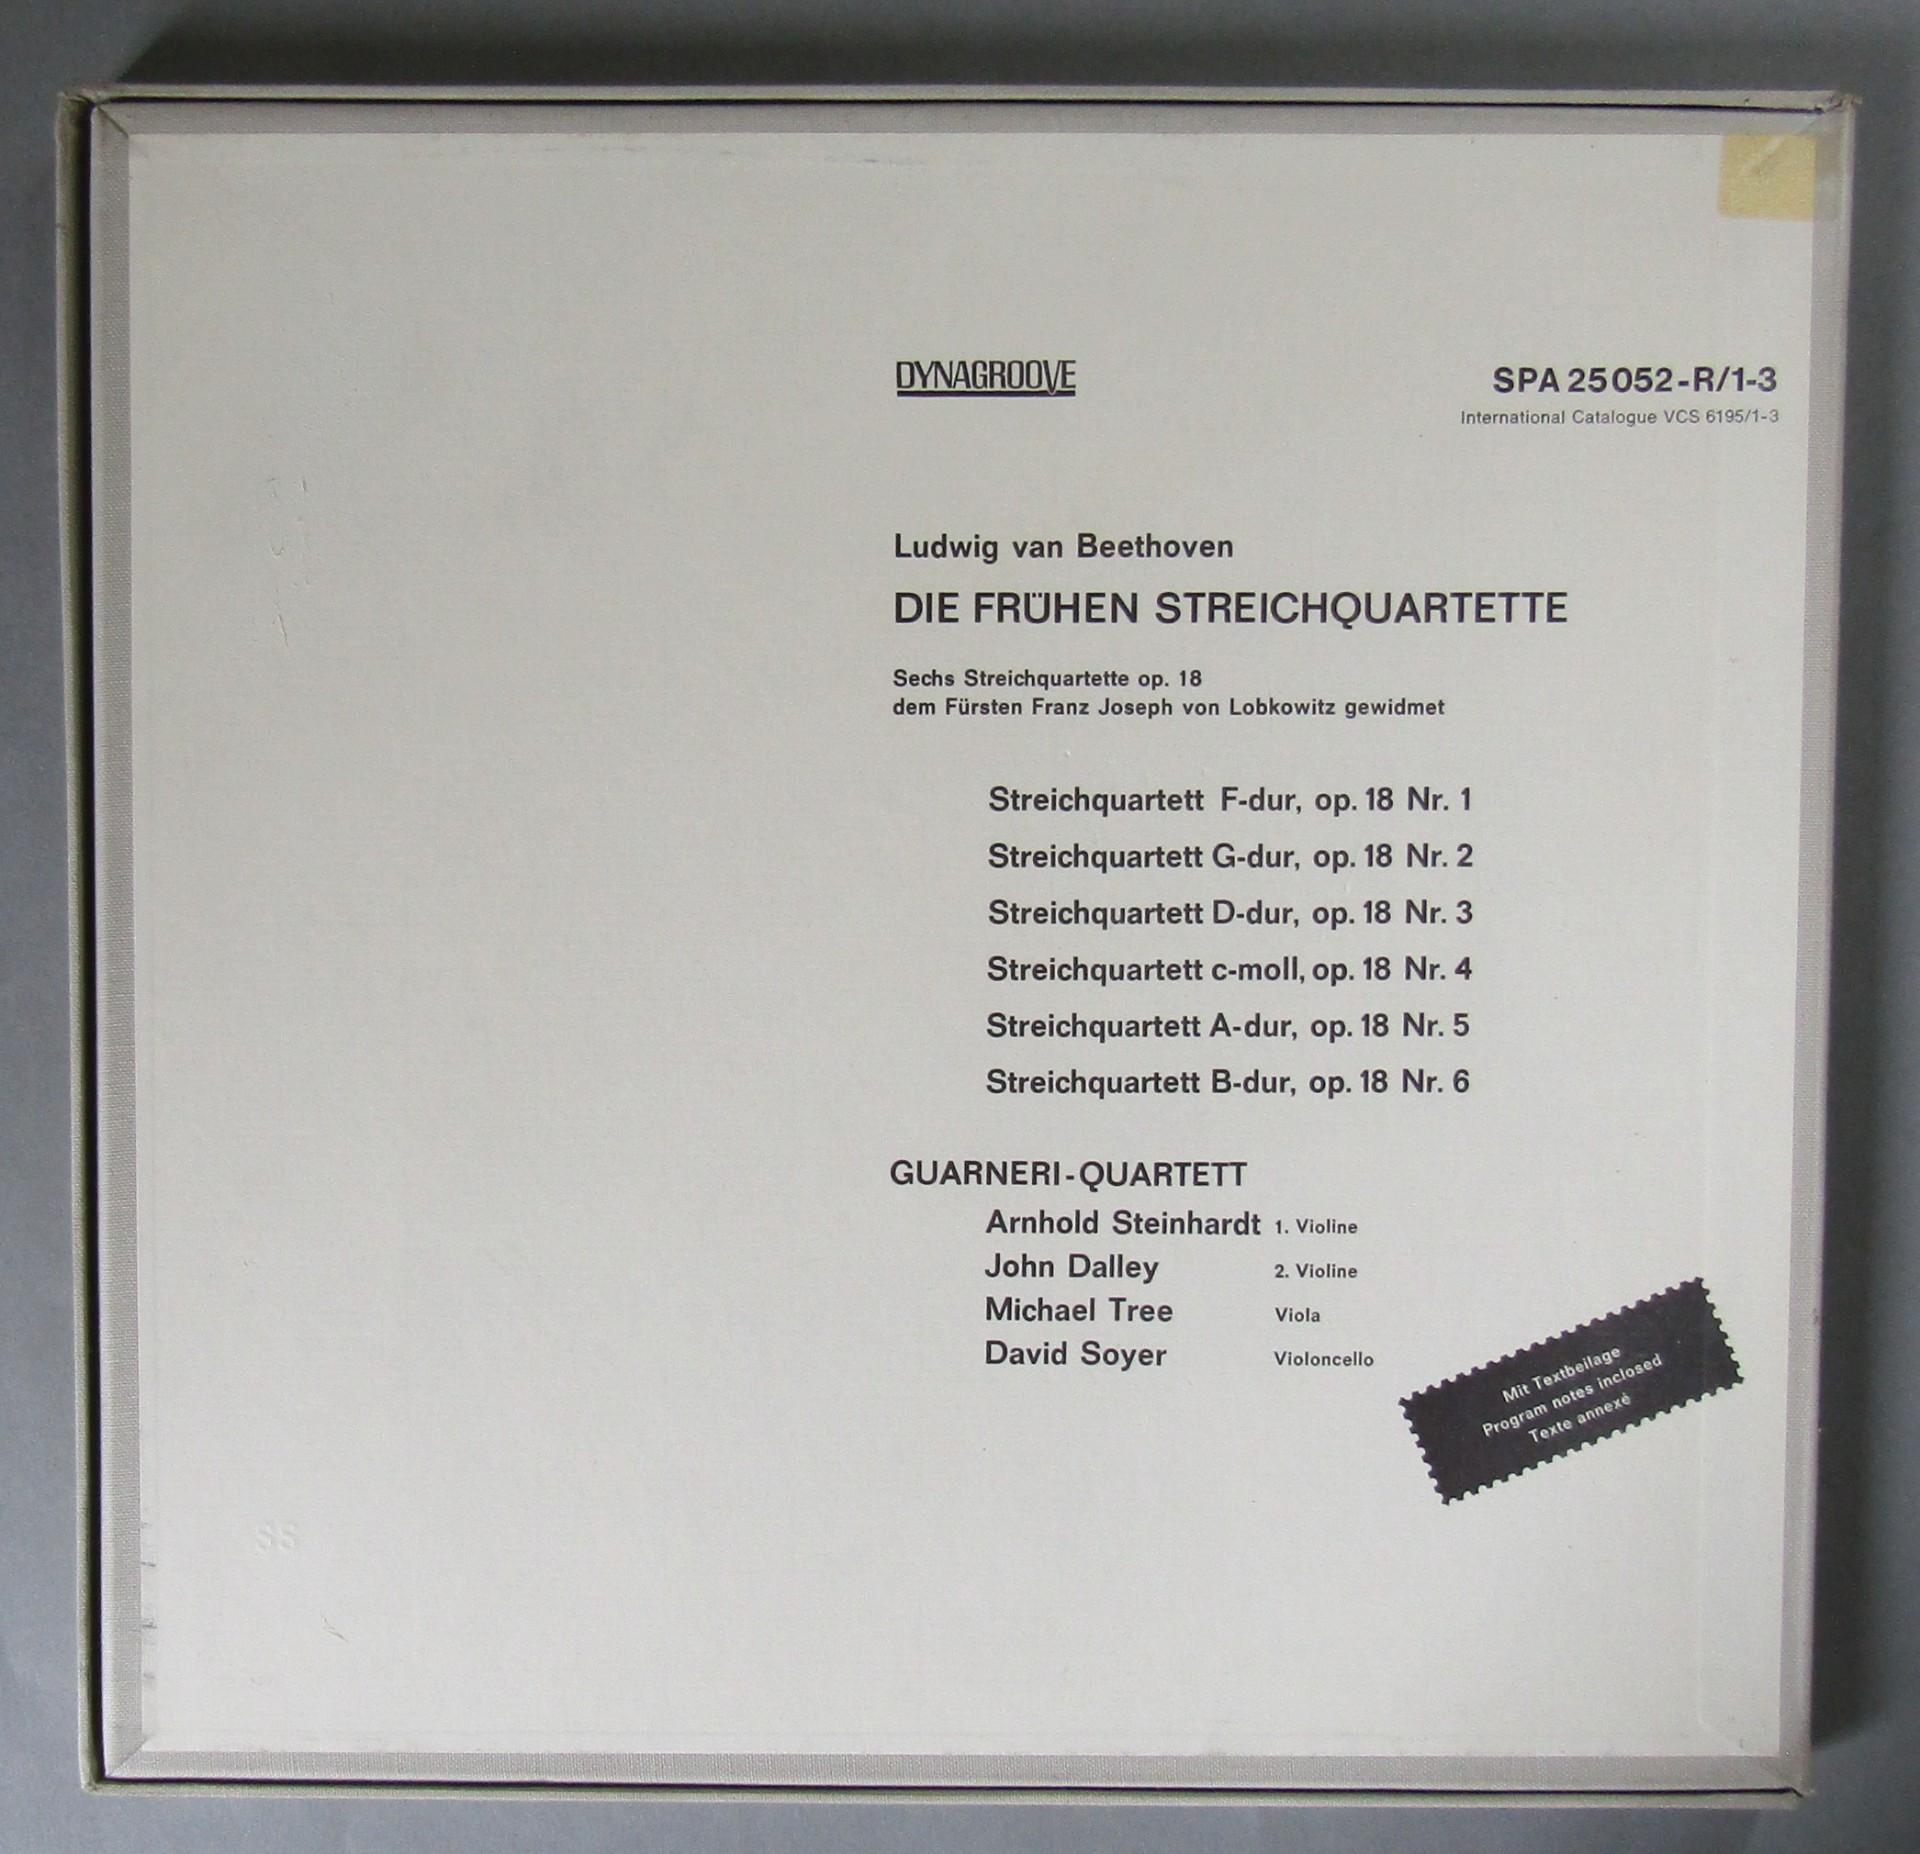 DYNAGROOVE
SPA 25052-R/1-3
International Catalogue VCS 6195/1-3
Ludwig van Beethoven
DIE FRÜHEN STREICHQUARTETTE
Sechs Streichquartette op. 18
dem Fürsten Franz Joseph von Lobkowitz gewidmet
Streichquartett F-dur, op. 18 Nr. 1
Streichquartett G-dur, op. 18 Nr. 2
Streichquartett D-dur, op. 18 Nr. 3
Streichquartett c-moll, op. 18 Nr. 4
Streichquartett A-dur, op. 18 Nr. 5
Streichquartett B-dur, op. 18 Nr. 6
GUARNERI-QUARTETT
Arnhold Steinhardt 1. Violine
John Dalley 2. Violine
Michael Tree Viola
David Soyer Violoncello
Mit Textbeilage
Program notes inclosed
Texte annexé
SS